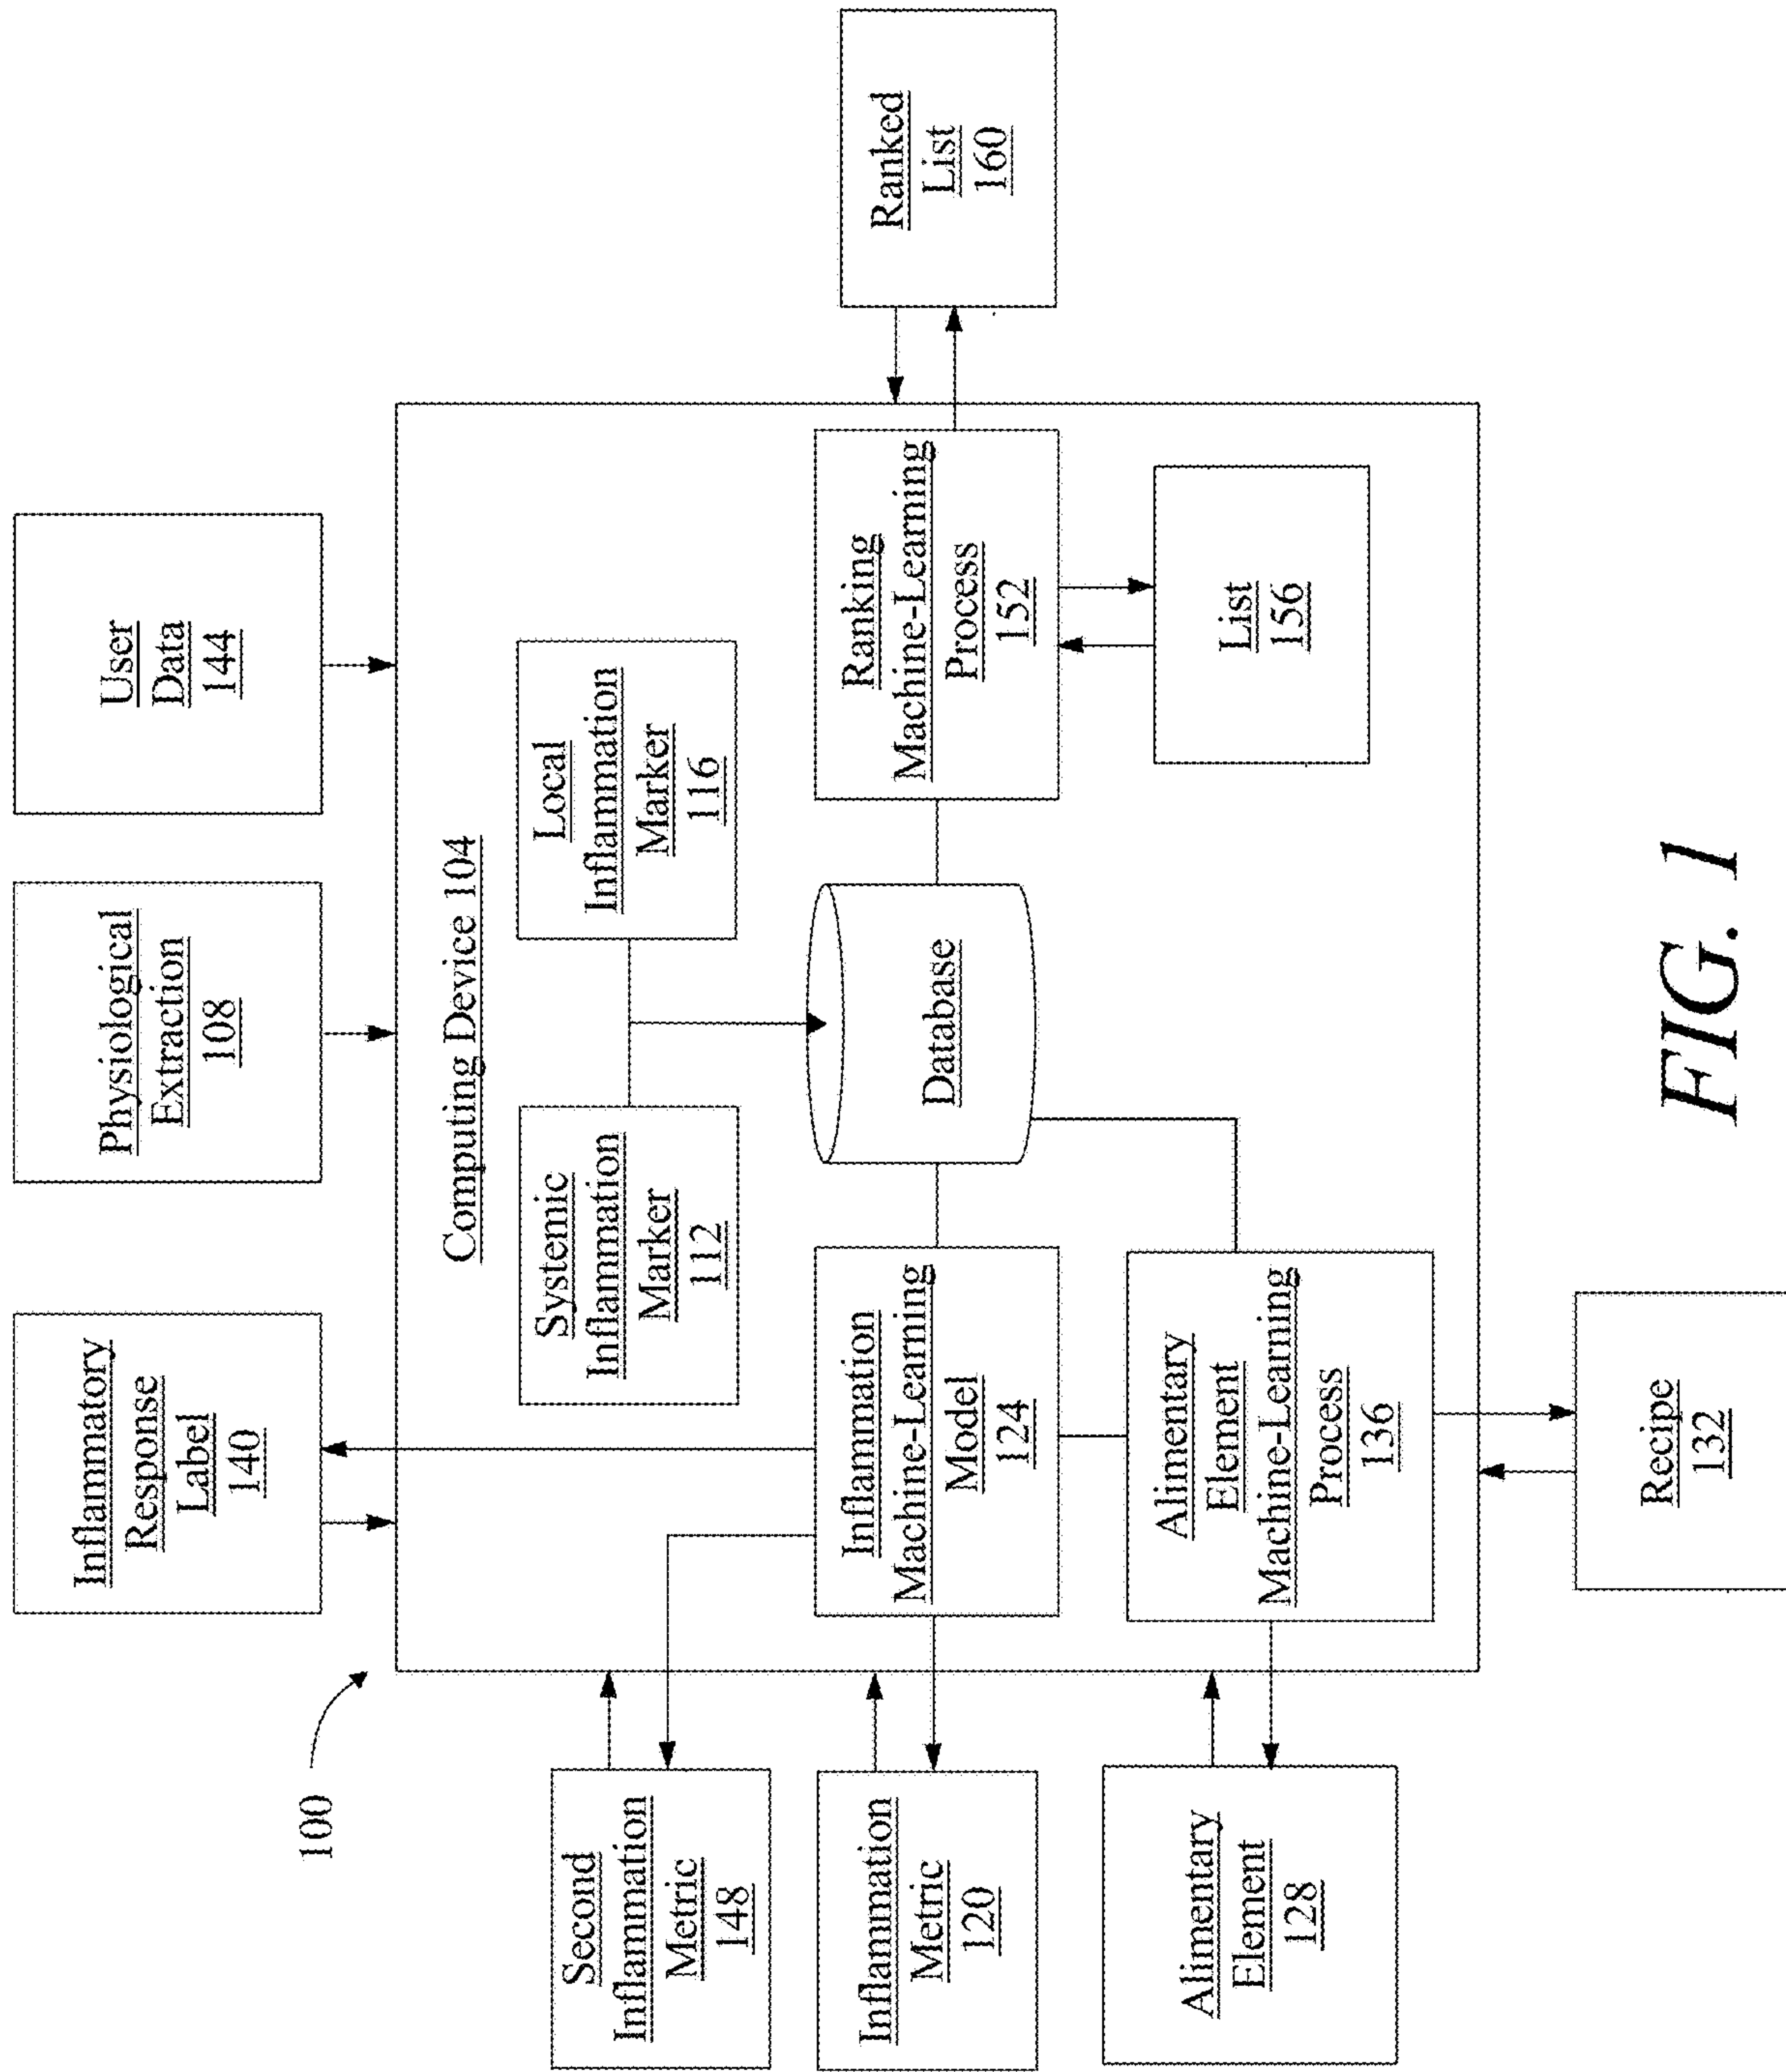 100
Inflammatory
Response
Label
140
Physiological
Extraction
108
User
Data
144
Computing Device 104
Second
Inflammation
Metric
148
Systemic
Inflammation
Marker
112
Local
Inflammation
Marker
116
Inflammation
Metric
120
Inflammation
Machine-Learning
Model
124
Database
Ranking
Machine-Learning
Process
152
Ranked
List
160
Alimentary
Element
128
Alimentary
Element
Machine-Learning
Process
136
List
156
Recipe
132
FIG. 1